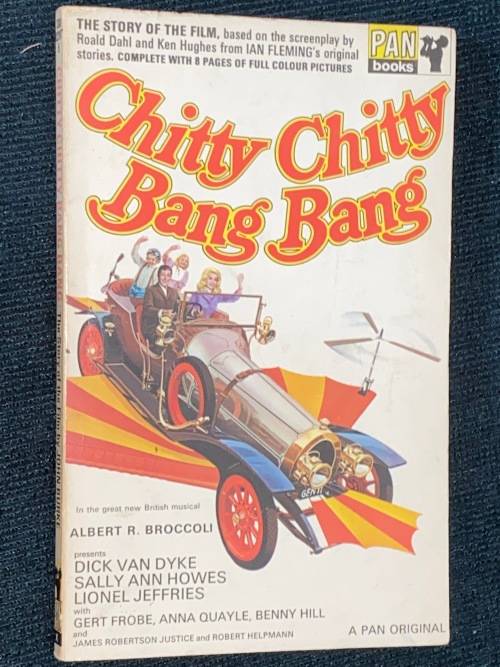 THE STORY OF THE FILM, based on the screenplay by
Roald Dahl and Ken Hughes from IAN FLEMING's original
stories. COMPLETE WITH 8 PAGES OF FULL COLOUR PICTURES
PAN
books
Chitty Chitty
Bang Bang
GEN 11
In the great new British musical
ALBERT R. BROCCOLI
presents
DICK VAN DYKE
SALLY ANN HOWES
LIONEL JEFFRIES
with
GERT FROBE, ANNA QUAYLE, BENNY HILL
and
JAMES ROBERTSON JUSTICE and ROBERT HELPMANN
A PAN ORIGINAL
JOHN BURKE